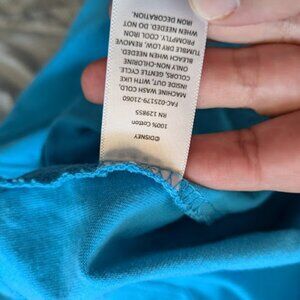 ©DISNEY
100% Cotton
RN 129855
FAC-025179-21060
MACHINE WASH COLD,
INSIDE OUT, WITH LIKE
COLORS, GENTLE CYCLE.
ONLY NON-CHLORINE
BLEACH WHEN NEEDED.
TUMBLE DRY LOW, REMOVE
PROMPTLY. COOL IRON
WHEN NEEDED. DO NOT
IRON DECORATION.